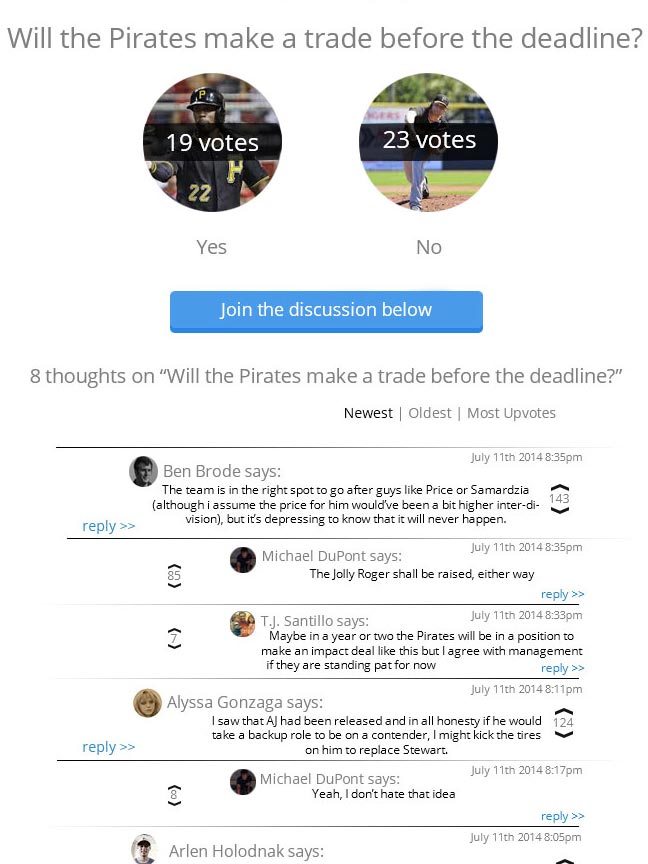 Will the Pirates make a trade before the deadline?
P
19 votes
22
23 votes
Yes
No
Join the discussion below
8 thoughts on “Will the Pirates make a trade before the deadline?”
Newest | Oldest | Most Upvotes
July 11th 2014 8:35pm
Ben Brode says:
The team is in the right spot to go after guys like Price or Samardzia
(although i assume the price for him would’ve been a bit higher inter-di-
vision), but it’s depressing to know that it will never happen.
143
reply >>
July 11th 2014 8:35pm
Michael DuPont says:
The Jolly Roger shall be raised, either way
85
reply >>
July 11th 2014 8:33pm
T.J. Santillo says:
Maybe in a year or two the Pirates will be in a position to
make an impact deal like this but I agree with management
if they are standing pat for now
7
reply >>
July 11th 2014 8:11pm
Alyssa Gonzaga says:
I saw that AJ had been released and in all honesty if he would
take a backup role to be on a contender, I might kick the tires
on him to replace Stewart.
124
reply >>
July 11th 2014 8:17pm
Michael DuPont says:
Yeah, I don’t hate that idea
8
reply >>
July 11th 2014 8:05pm
Arlen Holodnak says: